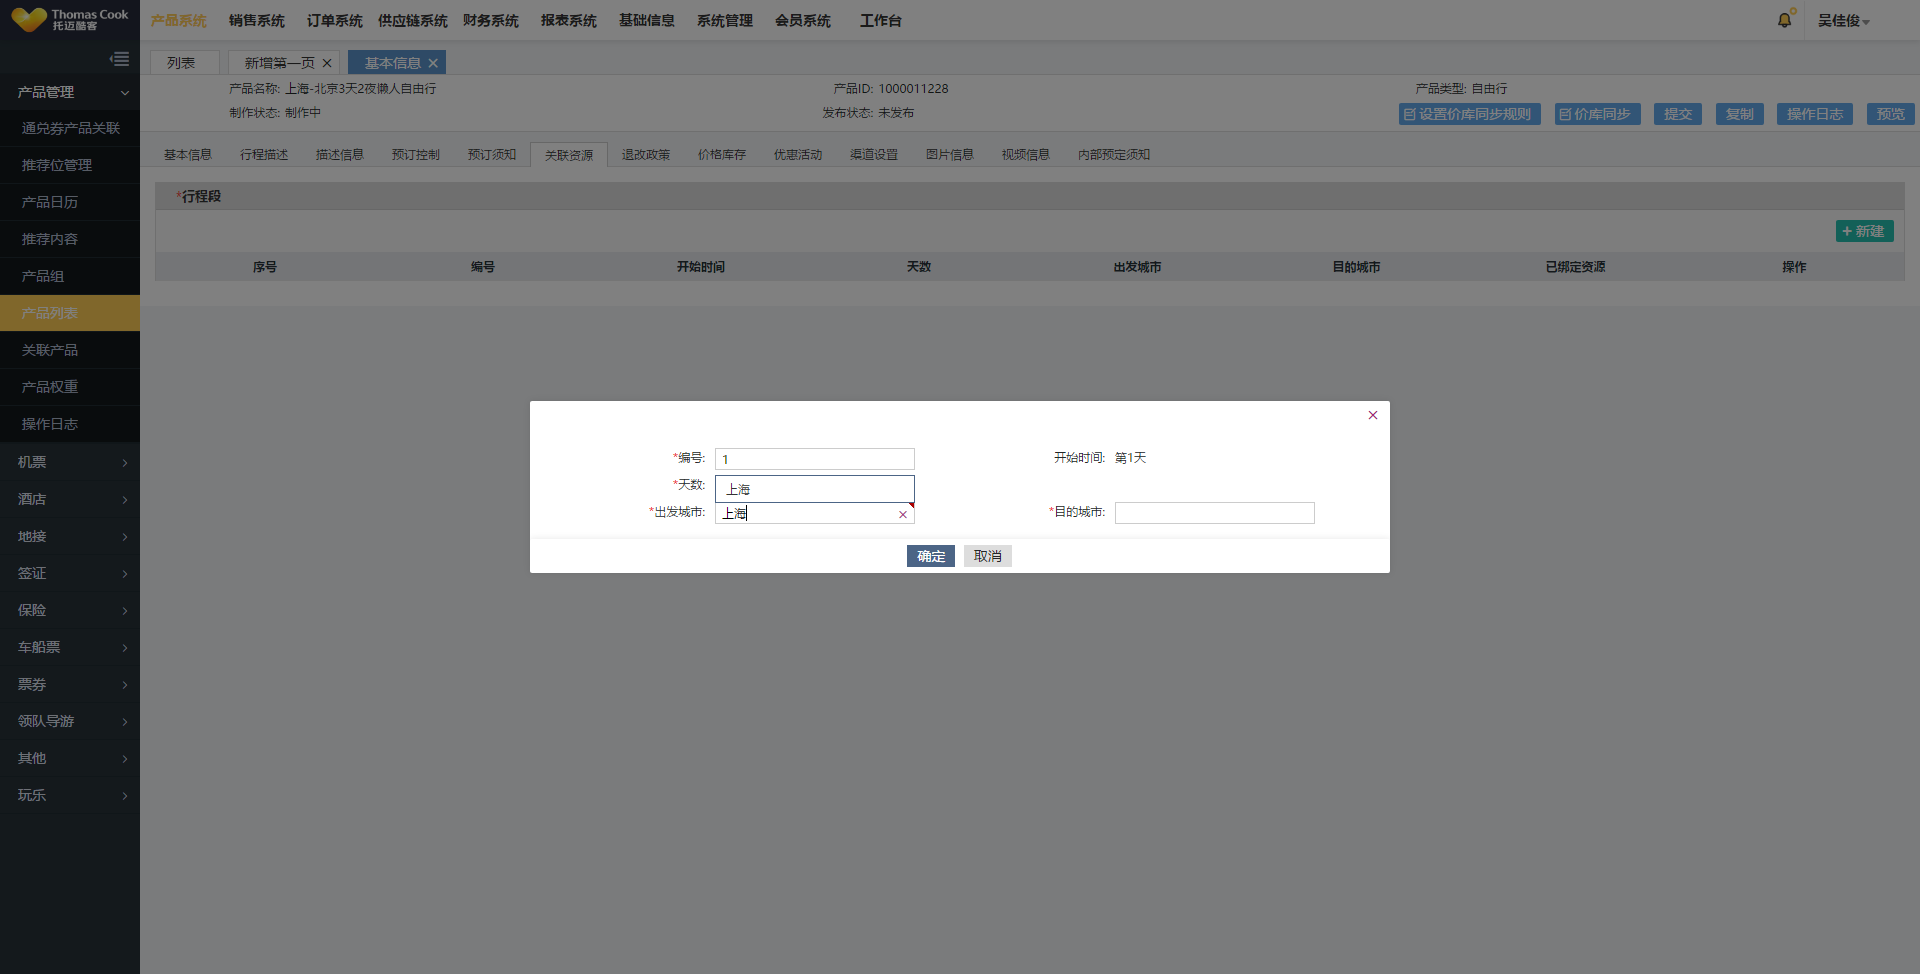 Thomas Cook
托迈酷客
产品系统 销售系统 订单系统 供应链系统 财务系统 报表系统 基础信息 系统管理 会员系统 工作台 吴佳俊
列表 新增第一页 基本信息
产品名称: 上海-北京3天2夜懒人自由行 产品ID: 1000011228 产品类型: 自由行
制作状态: 制作中 发布状态: 未发布
设置价库同步规则 价库同步 提交 复制 操作日志 预览
基本信息 行程描述 描述信息 预订控制 预订须知 关联资源 退改政策 价格库存 优惠活动 渠道设置 图片信息 视频信息 内部预定须知
*行程段
+ 新建
序号 编号 开始时间 天数 出发城市 目的城市 已绑定资源 操作
产品管理
通兑券产品关联
推荐位管理
产品日历
推荐内容
产品组
产品列表
关联产品
产品权重
操作日志
机票
酒店
地接
签证
保险
车船票
票券
领队导游
其他
玩乐
*编号: 1 开始时间: 第1天
*天数: 上海
*出发城市: 上海 *目的城市:
确定 取消